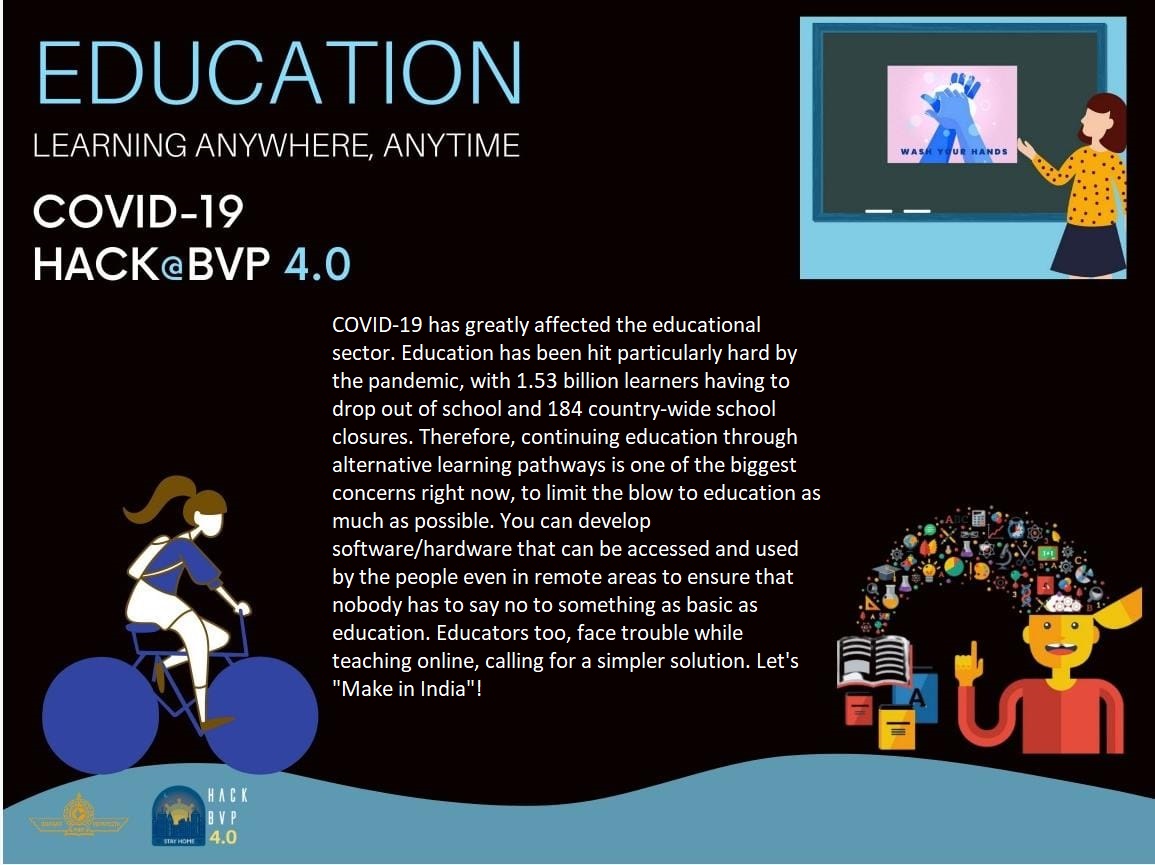 EDUCATION
LEARNING ANYWHERE, ANYTIME
COVID-19
HACK@BVP 4.0
WASH YOUR HANDS
COVID-19 has greatly affected the educational
sector. Education has been hit particularly hard by
the pandemic, with 1.53 billion learners having to
drop out of school and 184 country-wide school
closures. Therefore, continuing education through
alternative learning pathways is one of the biggest
concerns right now, to limit the blow to education as
much as possible. You can develop
software/hardware that can be accessed and used
by the people even in remote areas to ensure that
nobody has to say no to something as basic as
education. Educators too, face trouble while
teaching online, calling for a simpler solution. Let's
"Make in India"!
A
HACK
BVP
4.0
STAY HOME